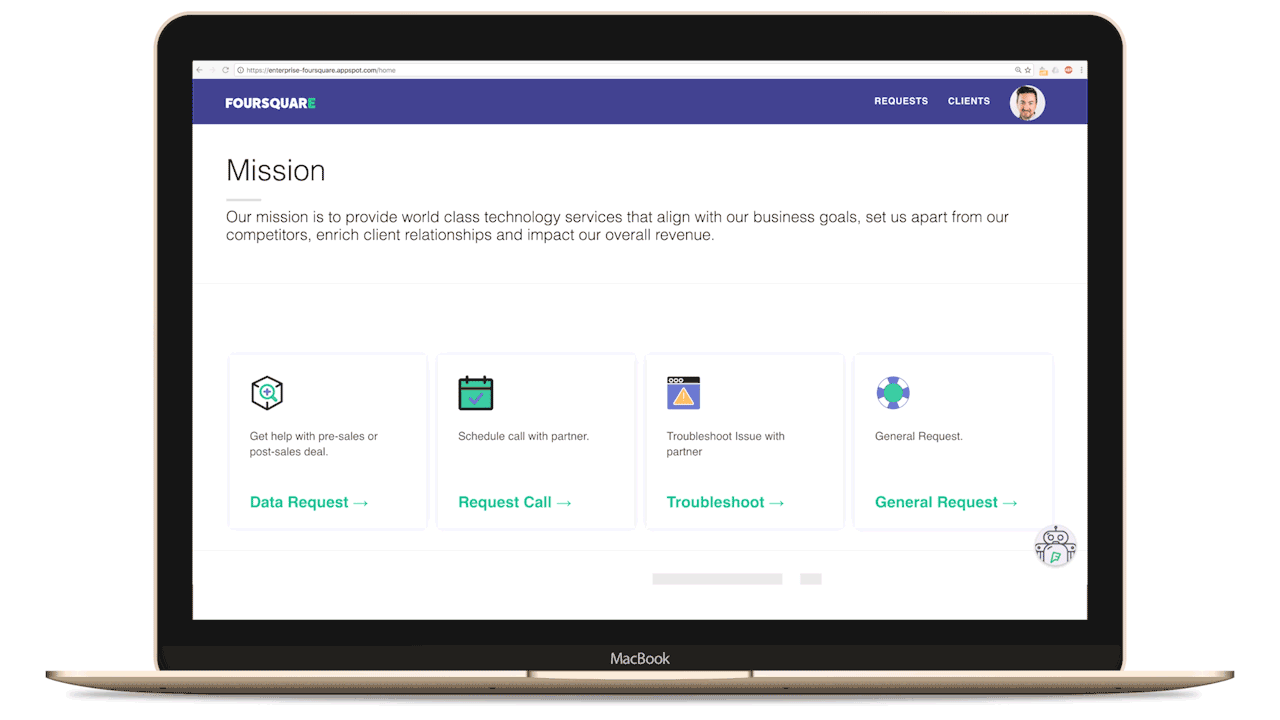 https://enterprise-foursquare.appspot.com/home
FOURSQUARE
REQUESTS
CLIENTS
Mission
Our mission is to provide world class technology services that align with our business goals, set us apart from our
competitors, enrich client relationships and impact our overall revenue.
Get help with pre-sales or
post-sales deal.
Data Request →
Schedule call with partner.
Request Call →
Troubleshoot Issue with
partner
Troubleshoot →
General Request.
General Request →
MacBook